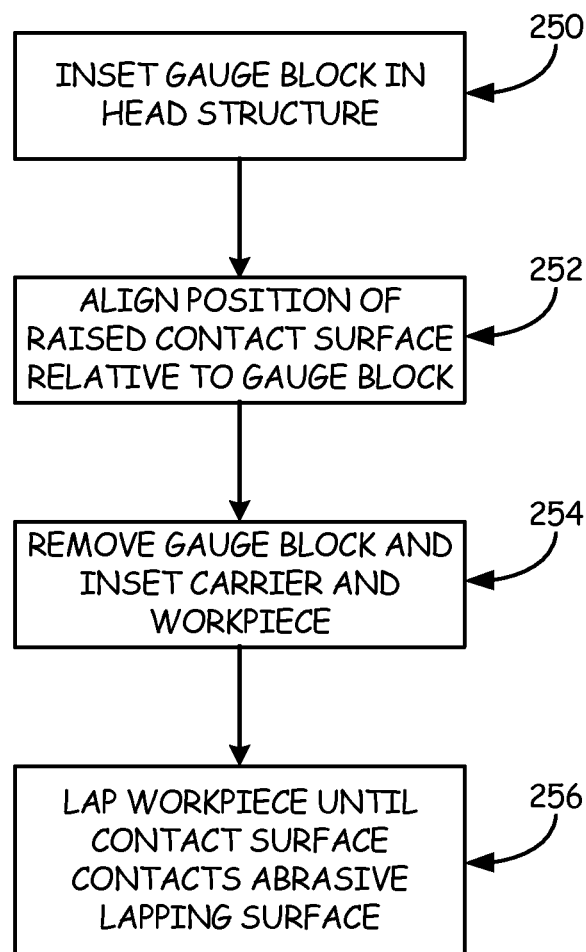 250
INSET GAUGE BLOCK IN
HEAD STRUCTURE
252
ALIGN POSITION OF
RAISED CONTACT SURFACE
RELATIVE TO GAUGE BLOCK
254
REMOVE GAUGE BLOCK AND
INSET CARRIER AND
WORKPIECE
256
LAP WORKPIECE UNTIL
CONTACT SURFACE
CONTACTS ABRASIVE
LAPPING SURFACE